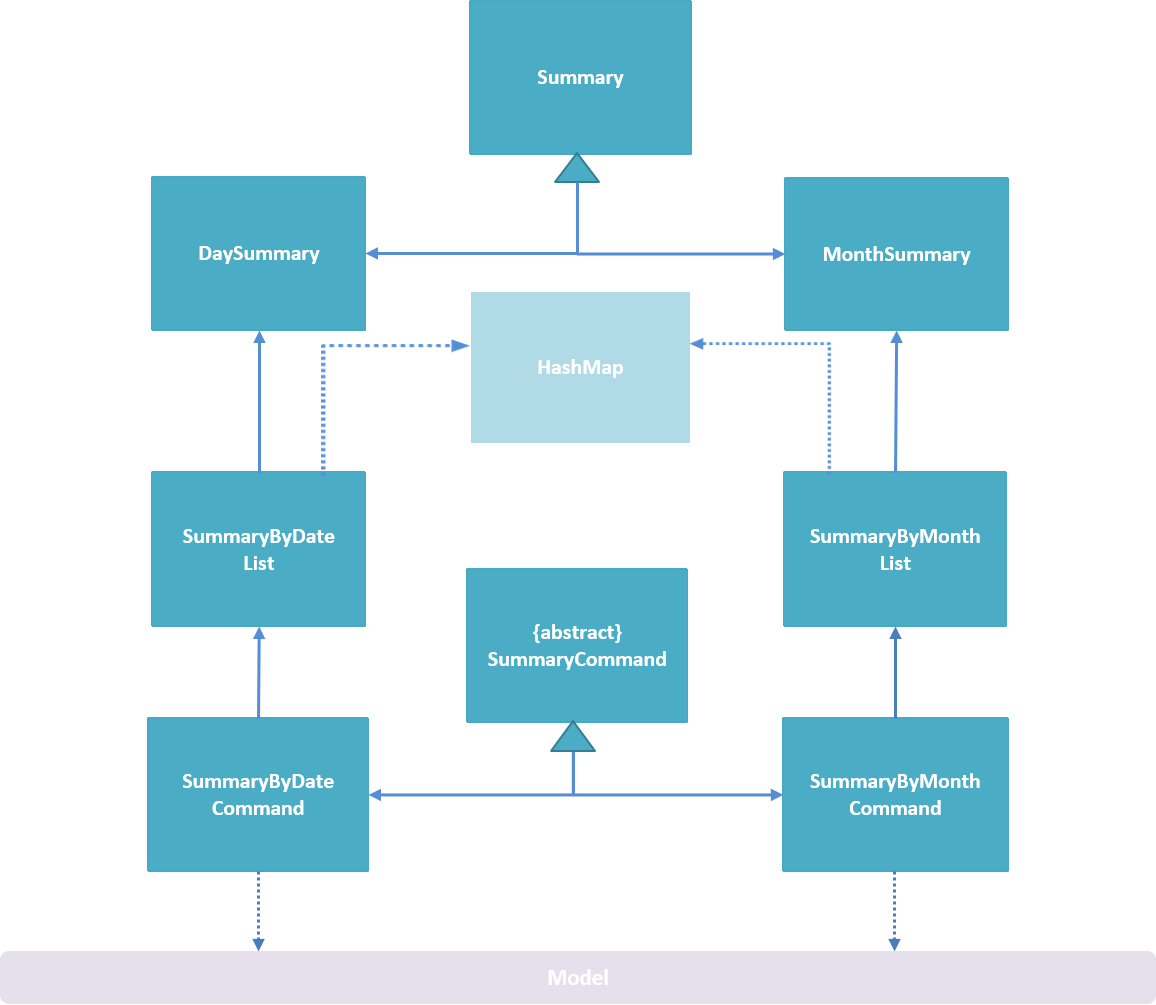 Summary
DaySummary
MonthSummary
HashMap
SummaryByDate
List
SummaryByMonth
List
{abstract}
SummaryCommand
SummaryByDate
Command
SummaryByMonth
Command
Model